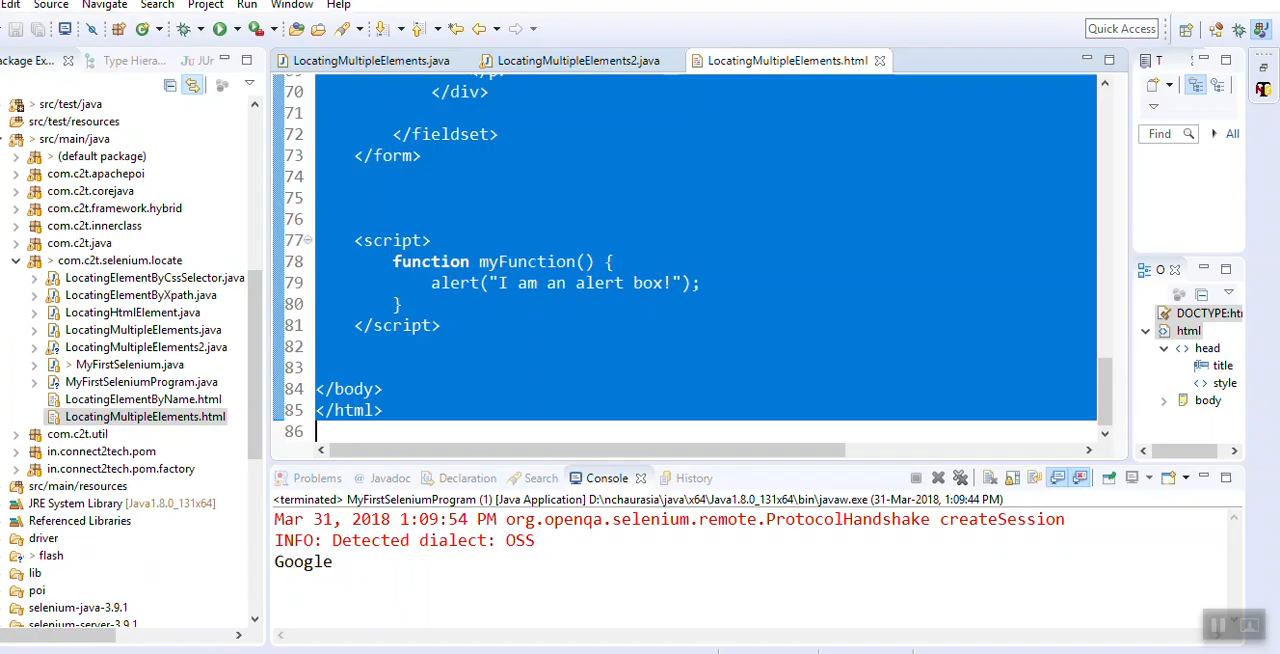 Edit Source Navigate Search Project Run Window Help
Quick Access
ackage Ex... Type Hiera... Ju JUr
LocatingMultipleElements.java LocatingMultipleElements2.java LocatingMultipleElements.html
T
Find All
src/test/java
src/test/resources
src/main/java
(default package)
com.c2t.apachepoi
com.c2t.corejava
com.c2t.framework.hybrid
com.c2t.innerclass
com.c2t.java
com.c2t.selenium.locate
LocatingElementByCssSelector.java
LocatingElementByXpath.java
LocatingHtmlElement.java
LocatingMultipleElements.java
LocatingMultipleElements2.java
MyFirstSelenium.java
MyFirstSeleniumProgram.java
LocatingElementByName.html
LocatingMultipleElements.html
com.c2t.util
in.connect2tech.pom
in.connect2tech.pom.factory
src/main/resources
JRE System Library [Java1.8.0_131x64]
Referenced Libraries
driver
flash
lib
poi
selenium-java-3.9.1
selenium-server-3.9.1
70 </div>
71
72 </fieldset>
73 </form>
74
75
76
77 <script>
78 function myFunction() {
79 alert("I am an alert box!");
80 }
81 </script>
82
83
84 </body>
85 </html>
86
O
DOCTYPE:ht
html
head
title
style
body
Problems @ Javadoc Declaration Search Console History
<terminated> MyFirstSeleniumProgram (1) [Java Application] D:\nchaurasia\java\x64\Java1.8.0_131x64\bin\javaw.exe (31-Mar-2018, 1:09:44 PM)
Mar 31, 2018 1:09:54 PM org.openqa.selenium.remote.ProtocolHandshake createSession
INFO: Detected dialect: OSS
Google